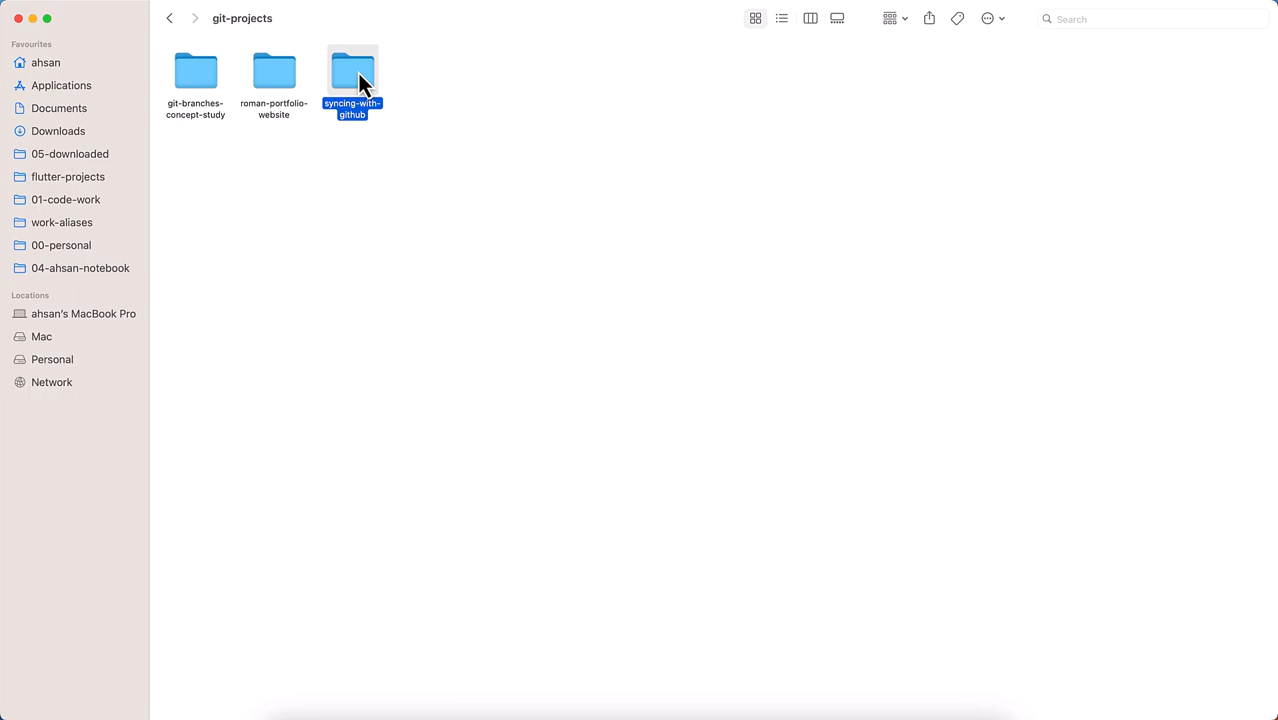 git-projects
Search
Favourites
ahsan
Applications
Documents
Downloads
05-downloaded
flutter-projects
01-code-work
work-aliases
00-personal
04-ahsan-notebook
Locations
ahsan's MacBook Pro
Mac
Personal
Network
git-branches-
concept-study
roman-portfolio-
website
syncing-with-
github